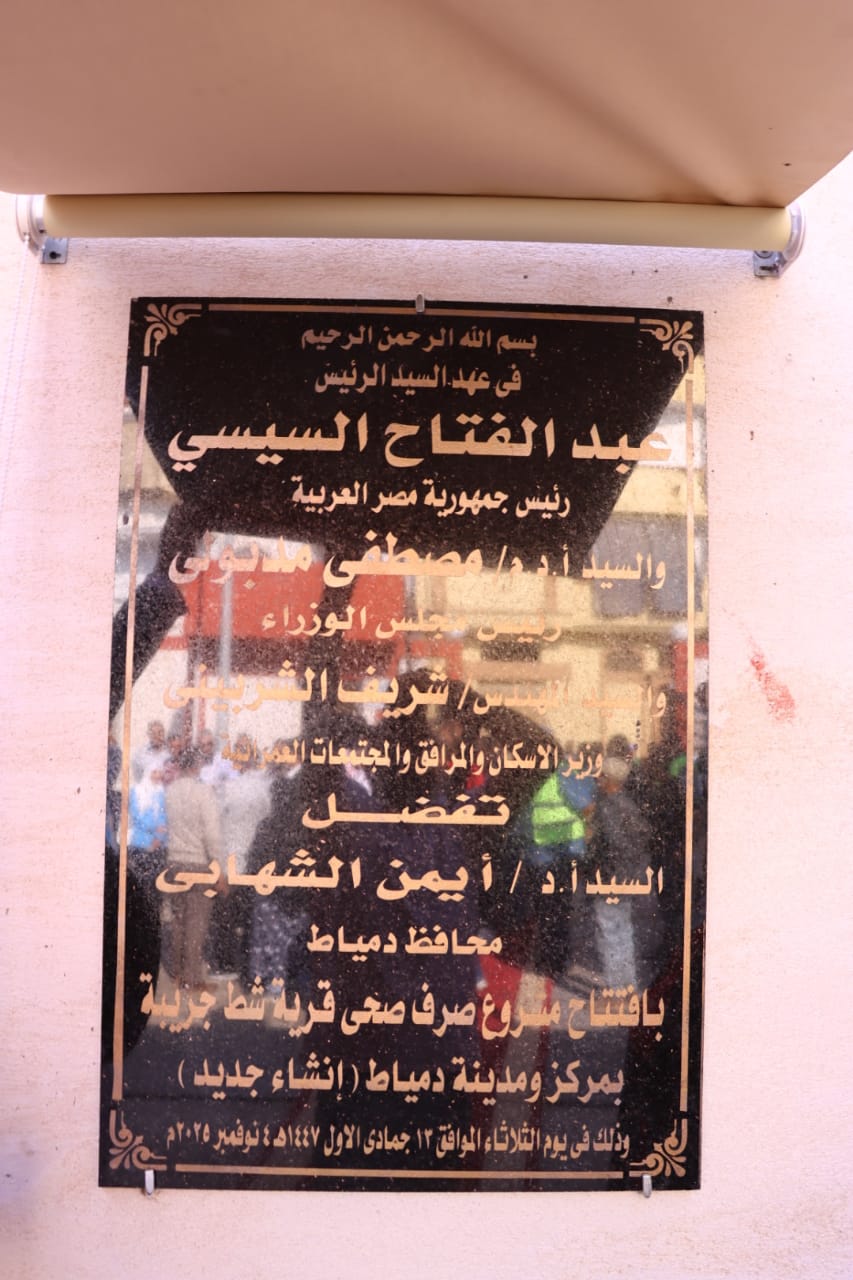 بسم الله الرحمن الرحيم
فى عهد السيد الرئيس
عبد الفتاح السيسي
رئيس جمهورية مصر العربية
والسيد أ.د.م/ مصطفى مدبولى
رئيس مجلس الوزراء
والسيد المهندس/ شريف الشربينى
وزير الاسكان والمرافق والمجتمعات العمرانية
تفضل
السيد أ.د / أيمن الشهابى
محافظ دمياط
بافتتاح مشروع صرف صحى قرية شط جريبة
بمركز ومدينة دمياط ( إنشاء جديد )
وذلك فى يوم الثلاثاء الموافق ١٣ جمادى الاول ١٤٤٧هـ ٤ نوفمبر ٢٠٢٥م